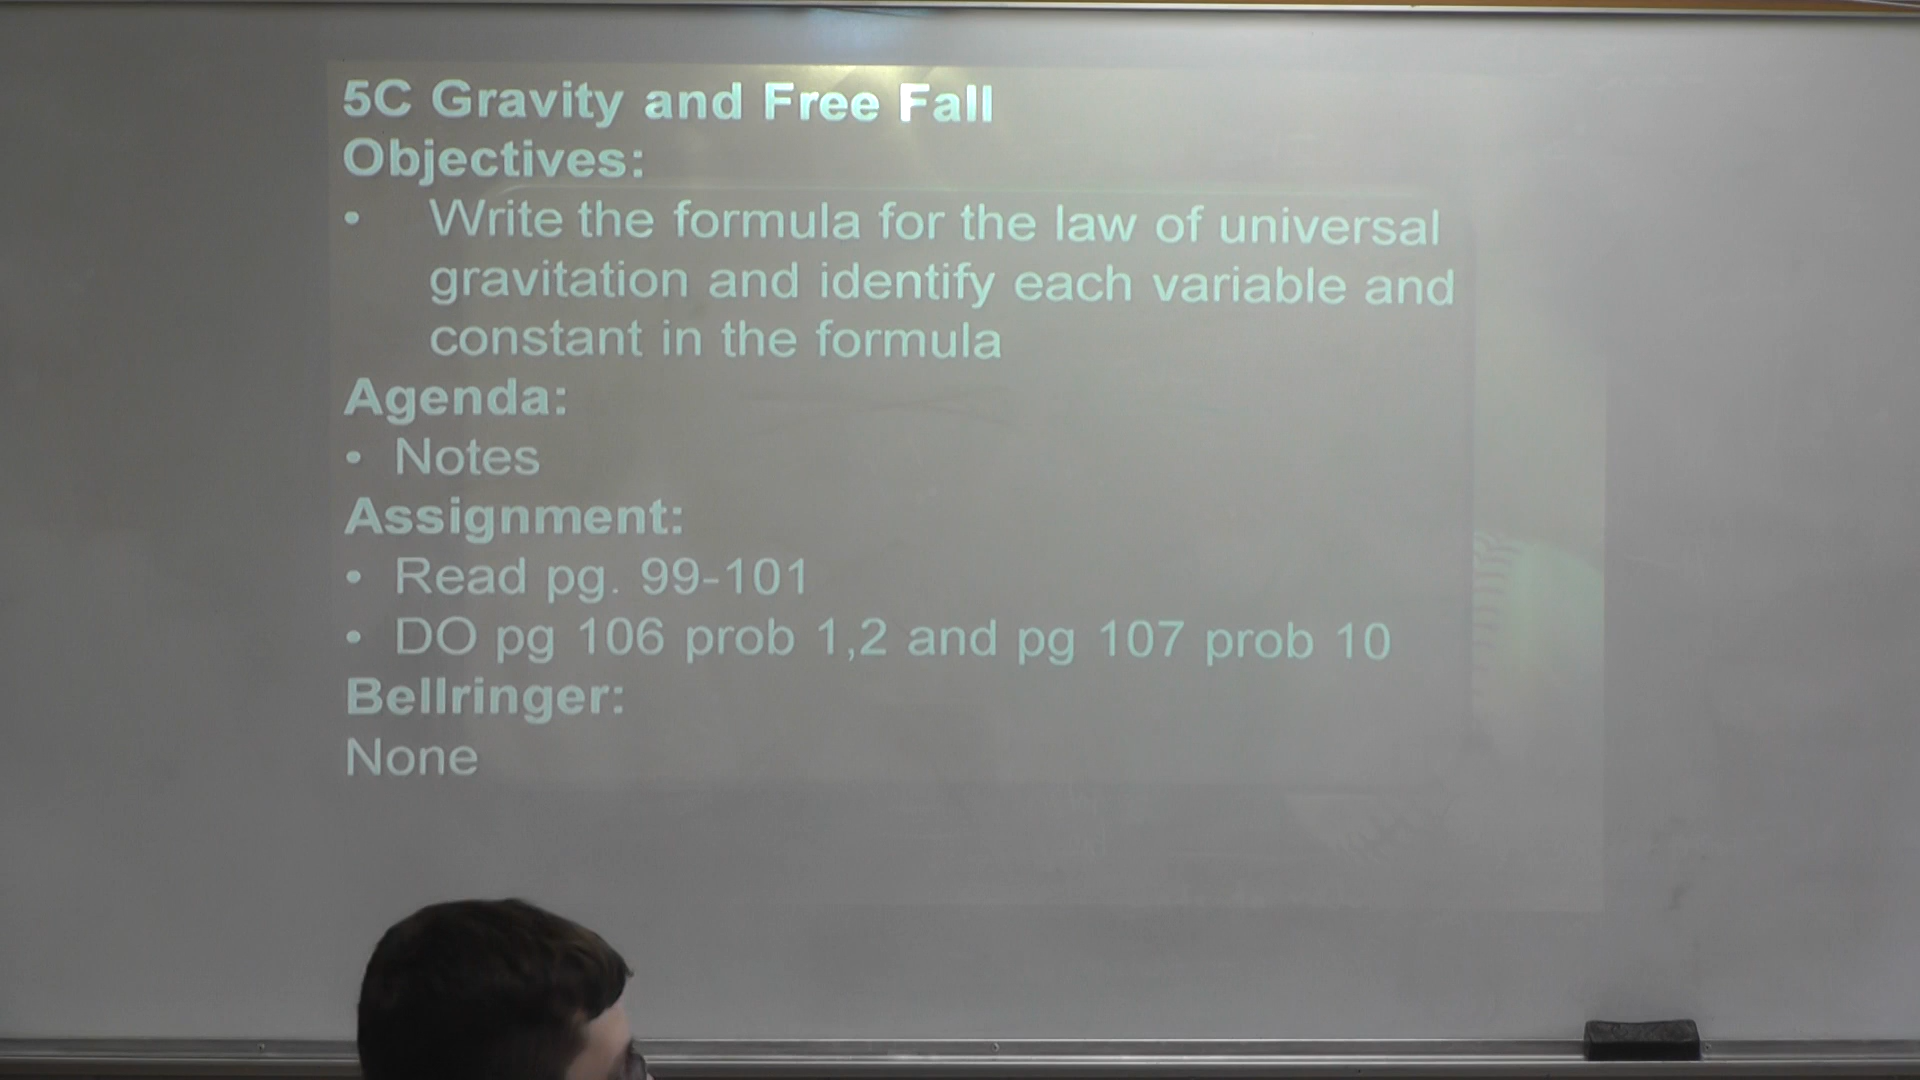 5C Gravity and Free Fall
Objectives:
• Write the formula for the law of universal
gravitation and identify each variable and
constant in the formula
Agenda:
• Notes
Assignment:
• Read pg. 99-101
• DO pg 106 prob 1,2 and pg 107 prob 10
Bellringer:
None